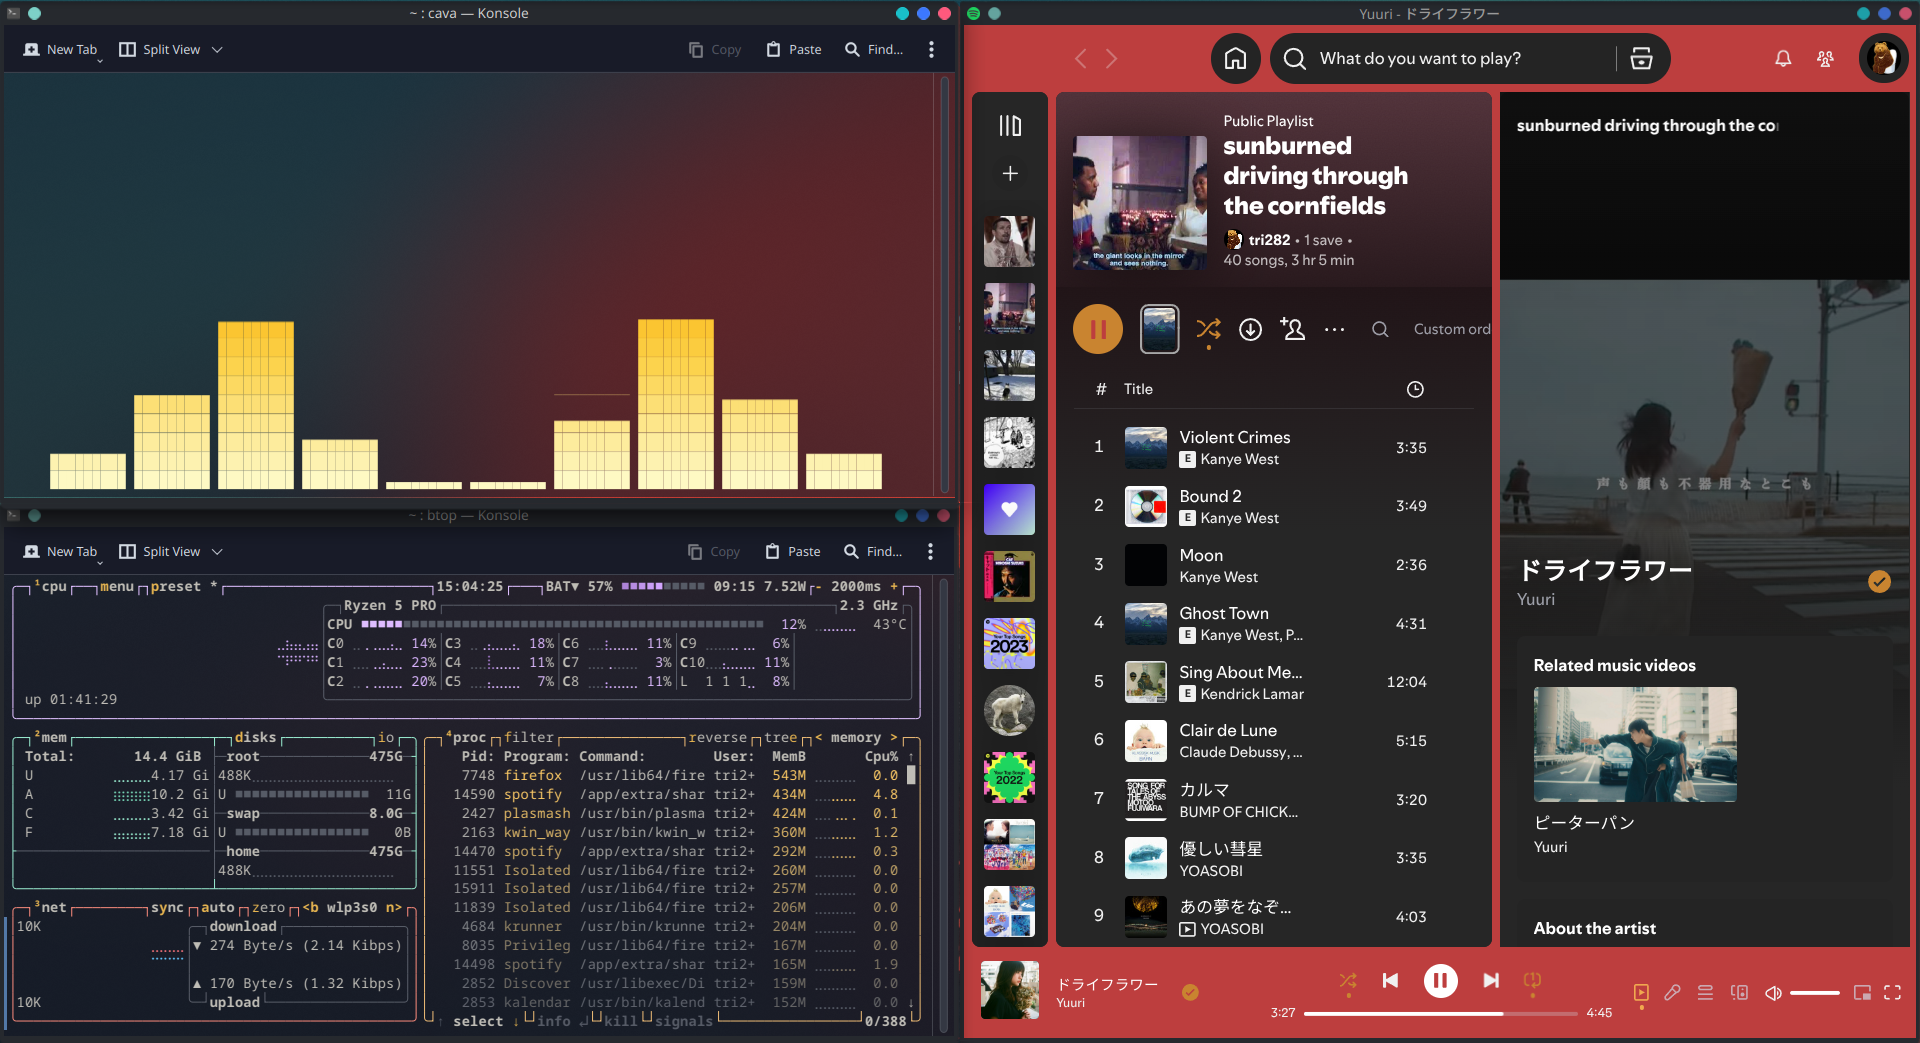 ~ : cava — Konsole
New Tab
Split View
Copy
Paste
Find...
~ : btop — Konsole
New Tab
Split View
Copy
Paste
Find...
¹cpu menu preset * 15:04:25 BAT▼ 57% 09:15 7.52W - 2000ms +
Ryzen 5 PRO 2.3 GHz
CPU 12% 43°C
C0 14% C3 18% C6 11% C9 6%
C1 23% C4 11% C7 3% C10 11%
C2 20% C5 7% C8 11% L 1 1 1.. 8%
up 01:41:29
²mem disks io
Total: 14.4 GiB root 475G
U 4.17 Gi 488K
A 10.2 Gi U 11G
C 3.42 Gi swap 8.0G
F 7.18 Gi U 0B
home 475G
488K
³net sync auto zero <b wlp3s0 n>
10K download
▼ 274 Byte/s (2.14 Kibps)
▲ 170 Byte/s (1.32 Kibps)
10K upload
⁴proc filter reverse tree < memory >
Pid: Program: Command: User: MemB Cpu% ↑
7748 firefox /usr/lib64/fire tri2+ 543M 0.0
14590 spotify /app/extra/shar tri2+ 434M 4.8
2427 plasmash /usr/bin/plasma tri2+ 424M 0.1
2163 kwin_way /usr/bin/kwin_w tri2+ 360M 1.2
14470 spotify /app/extra/shar tri2+ 292M 0.3
11551 Isolated /usr/lib64/fire tri2+ 260M 0.0
15911 Isolated /usr/lib64/fire tri2+ 257M 0.0
11839 Isolated /usr/lib64/fire tri2+ 206M 0.0
4684 krunner /usr/bin/krunne tri2+ 204M 0.0
8035 Privileg /usr/lib64/fire tri2+ 167M 0.0
14498 spotify /app/extra/shar tri2+ 165M 1.9
2852 Discover /usr/libexec/Di tri2+ 159M 0.0
2853 kalendar /usr/bin/kalend tri2+ 152M 0.0 ↓
↑ select ↓ info ↵ kill signals 0/388
Yuuri - ドライフラワー
What do you want to play?
Your Top Songs
2023
Your Top Songs
2022
the giant looks in the mirror
and sees nothing.
Public Playlist
sunburned
driving through
the cornfields
tri282 • 1 save •
40 songs, 3 hr 5 min
Custom ord
# Title
1 Violent Crimes 3:35
E Kanye West
2 Bound 2 3:49
E Kanye West
3 Moon 2:36
Kanye West
4 Ghost Town 4:31
E Kanye West, P...
5 Sing About Me... 12:04
E Kendrick Lamar
6 Clair de Lune 5:15
Claude Debussy, ...
SONG FOR
TALES OF
THE ABYSS
MOTOO
FUJIWARA
7 カルマ 3:20
BUMP OF CHICK...
8 優しい彗星 3:35
YOASOBI
9 あの夢をなぞ... 4:03
YOASOBI
sunburned driving through the co
声も顔も不器用なとこも
ドライフラワー
Yuuri
Related music videos
ピーターパン
Yuuri
About the artist
ドライフラワー
Yuuri
3:27
4:45